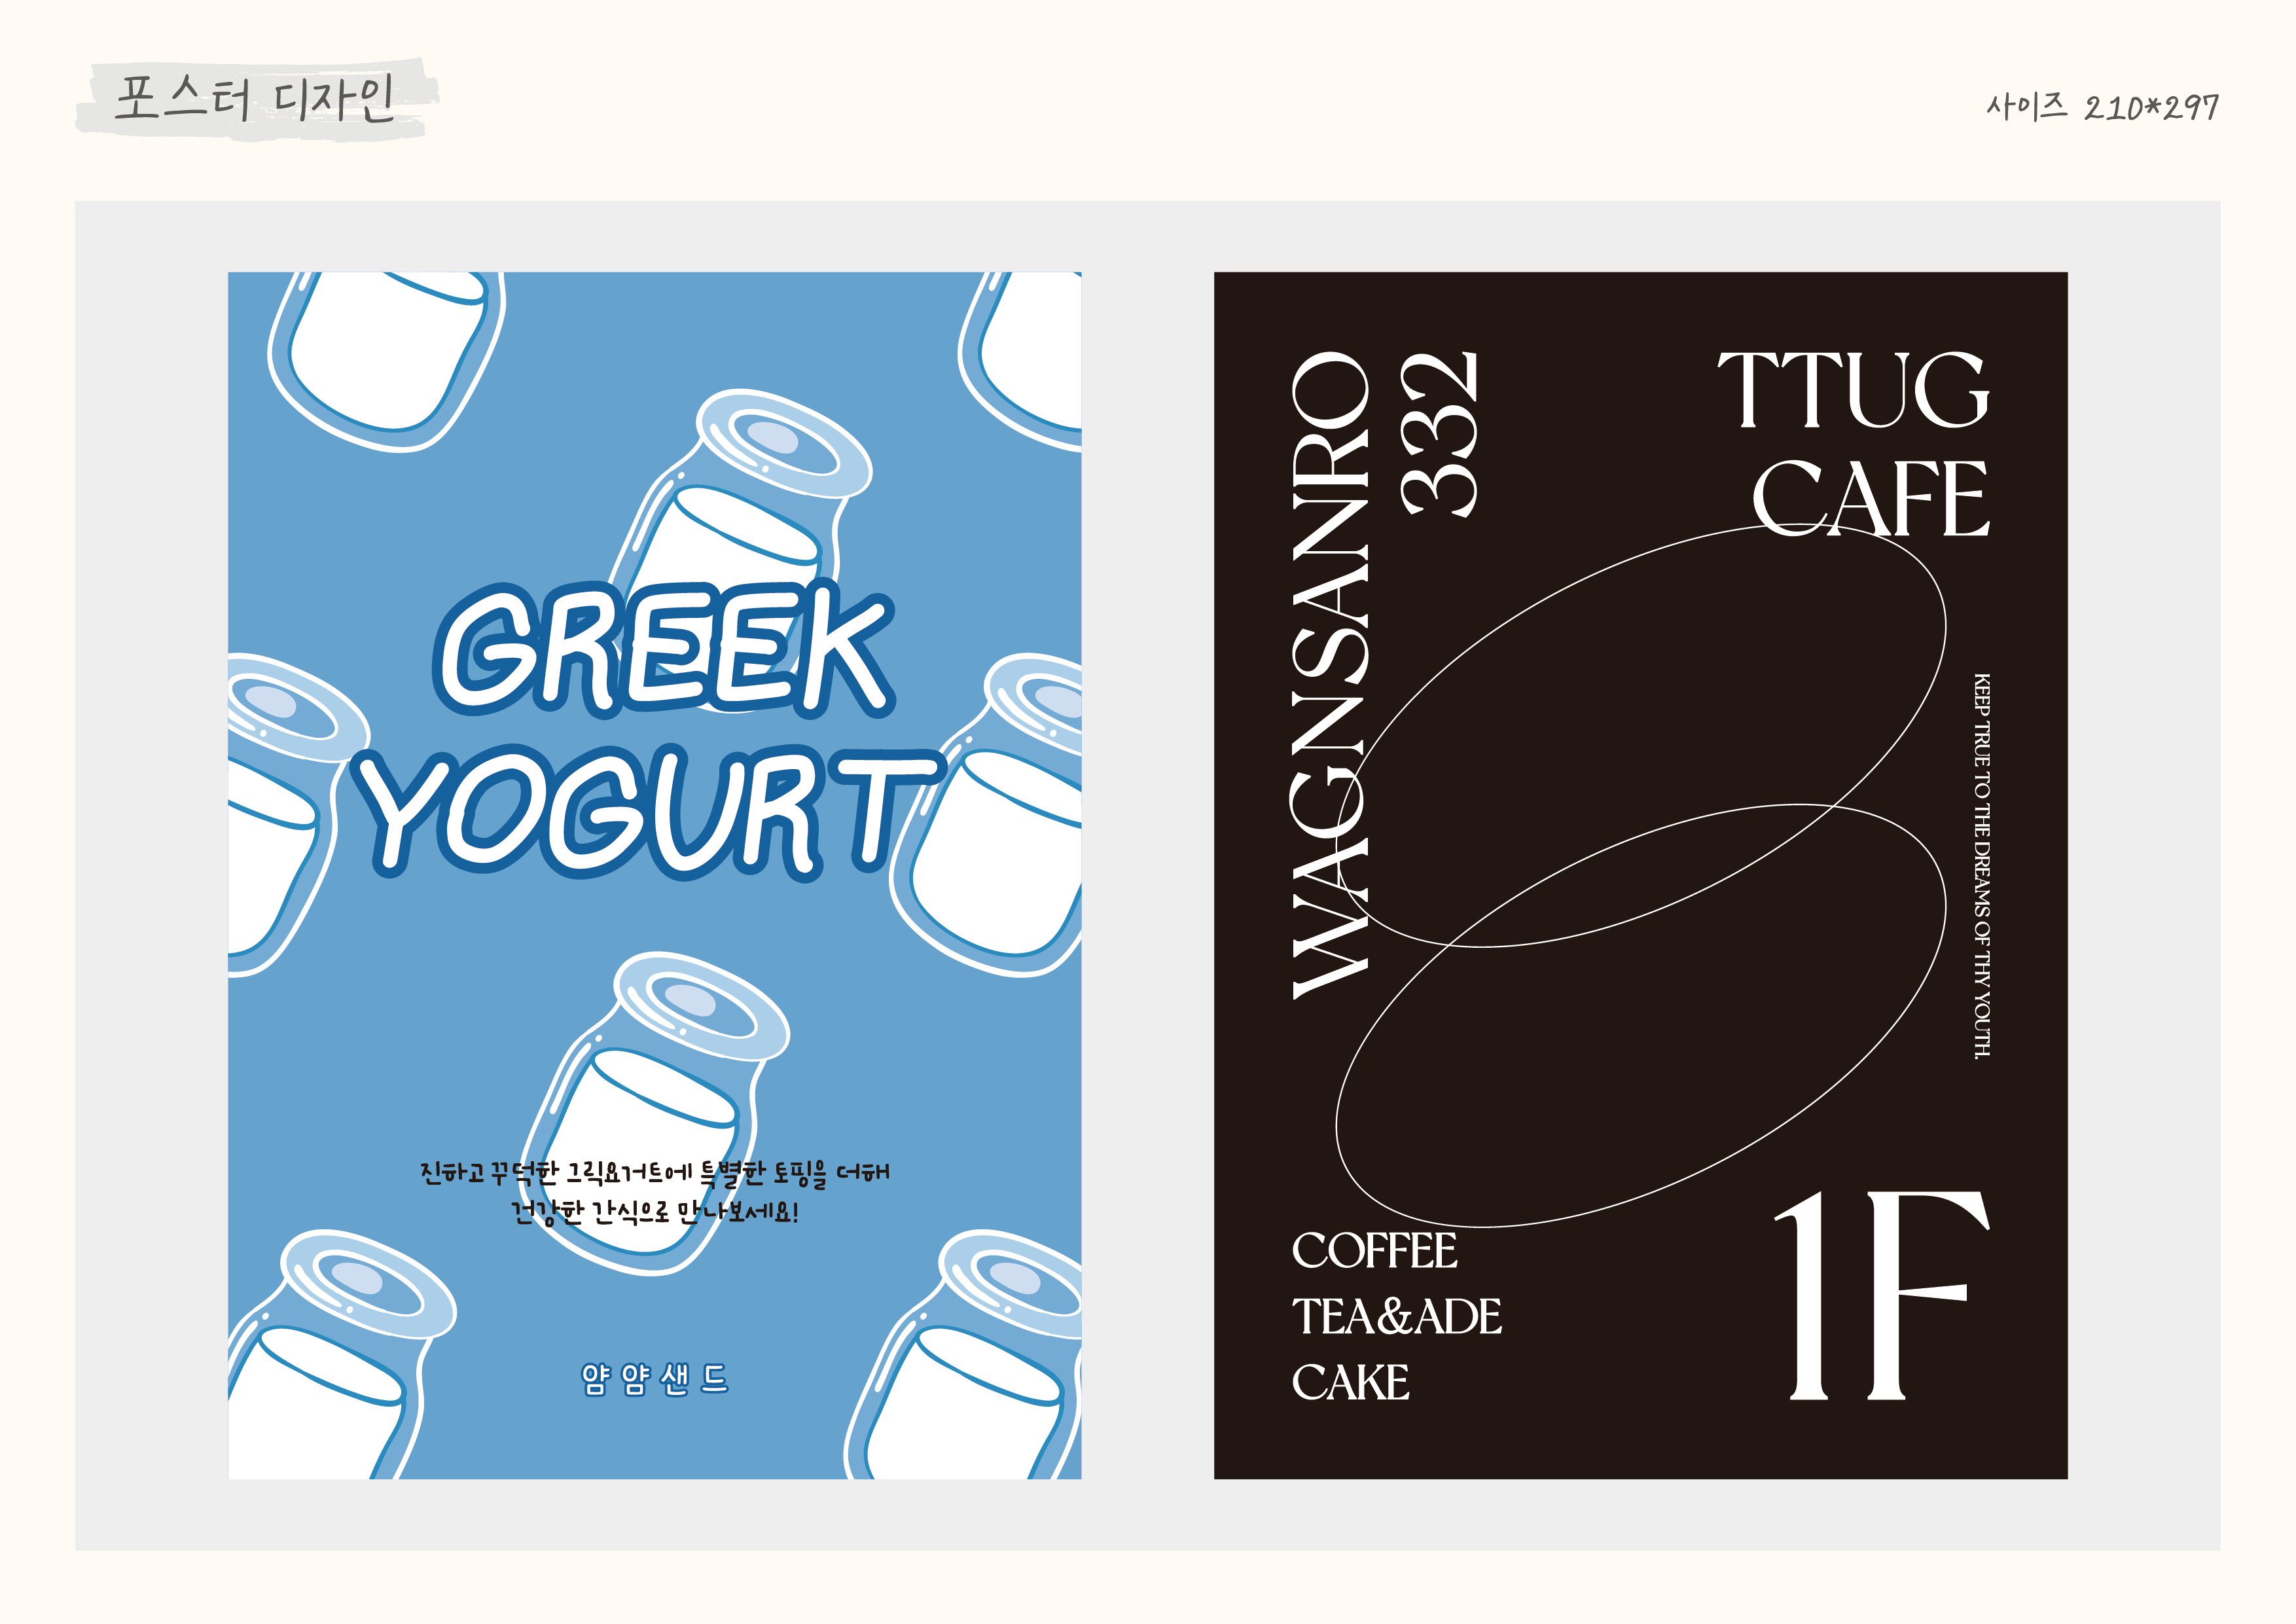 포스터 디자인
사이즈 210*297
GREEK
YOGURT
진하고 꾸덕한 그릭요거트에 특별한 토핑을 더해
건강한 간식으로 만나보세요!
얌얌샌드
WAGNSANRO
332
TTUG
CAFE
KEEP TRUE TO THE DREAMS OF THY YOUTH.
COFFEE
TEA&ADE
CAKE
1F